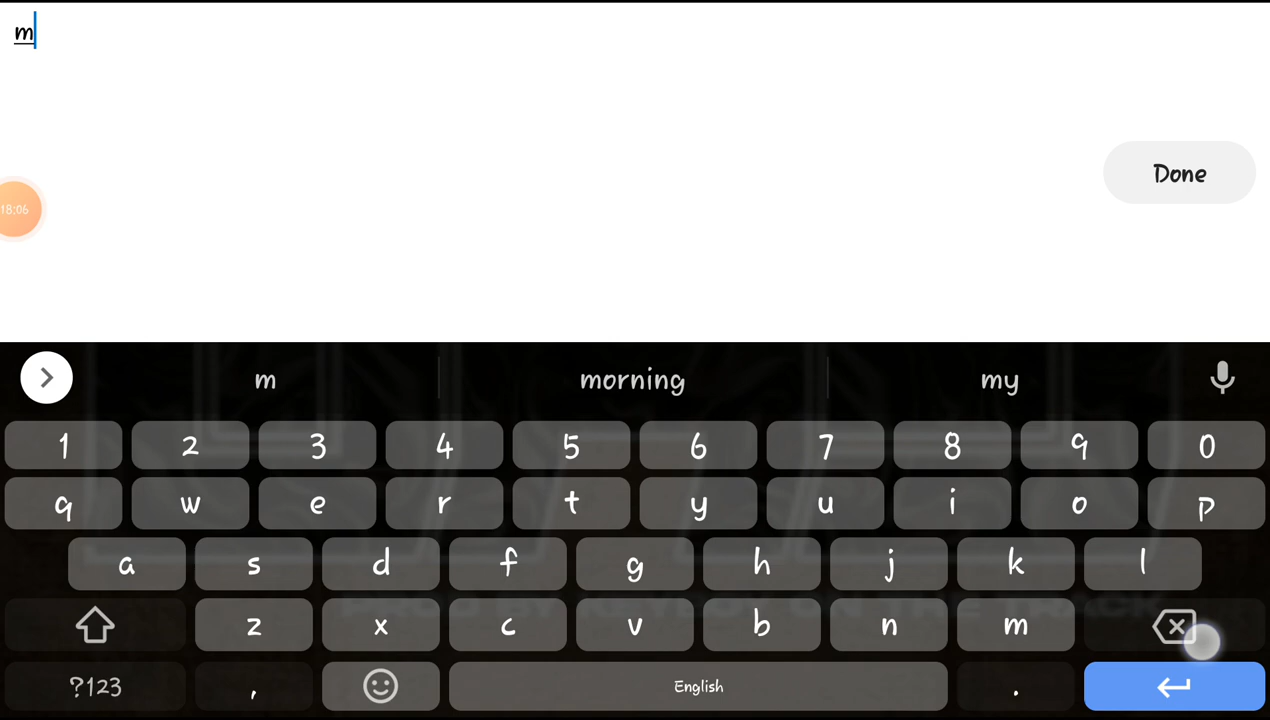 m
Done
18:06
m morning my
1 2 3 4 5 6 7 8 9 0
q w e r t y u i o p
a s d f g h j k l
z x c v b n m
?123 , English .